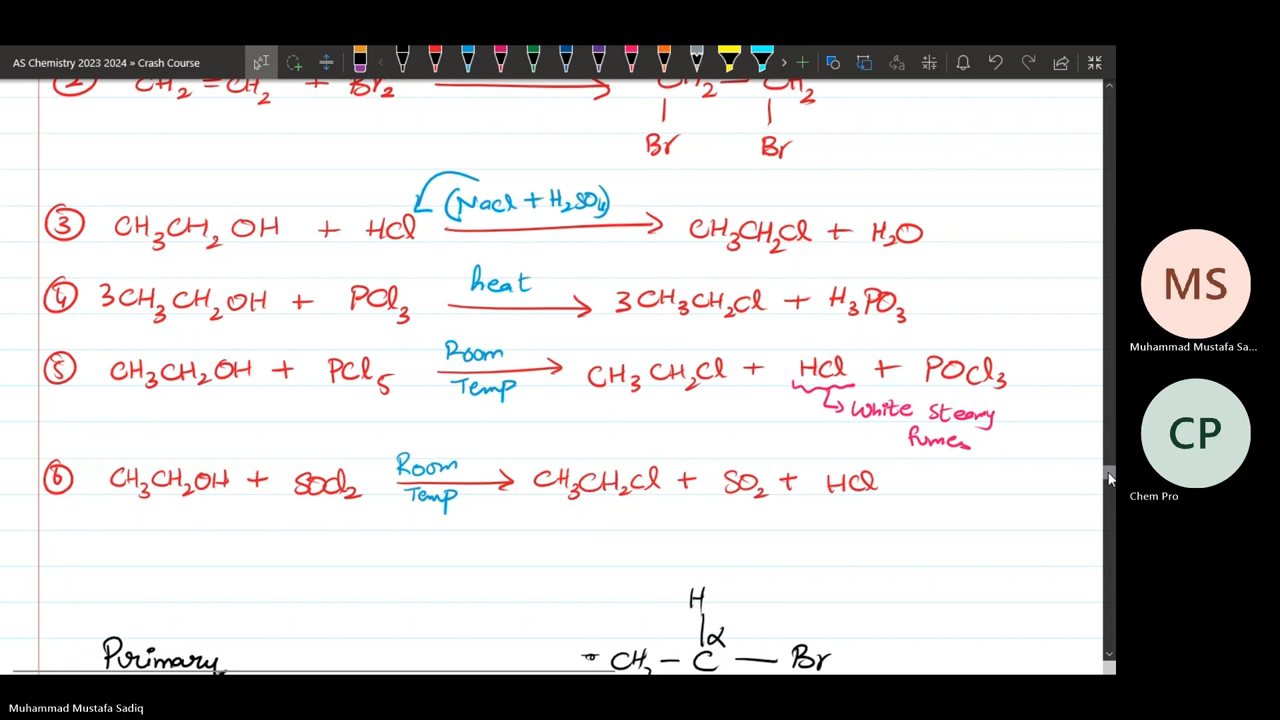 AS Chemistry 2023 2024 » Crash Course
② CH₂=CH₂ + Br₂ → CH₂ — CH₂
Br Br
③ CH₃CH₂OH + HCl (NaCl + H₂SO₄) → CH₃CH₂Cl + H₂O
④ 3CH₃CH₂OH + PCl₃ heat → 3CH₃CH₂Cl + H₃PO₃
⑤ CH₃CH₂OH + PCl₅ Room Temp → CH₃CH₂Cl + HCl + POCl₃
White steamy
fumes
⑥ CH₃CH₂OH + SOCl₂ Room Temp → CH₃CH₂Cl + SO₂ + HCl
H
α
Primary CH₃ — C — Br
MS
Muhammad Mustafa Sa...
CP
Chem Pro
Muhammad Mustafa Sadiq